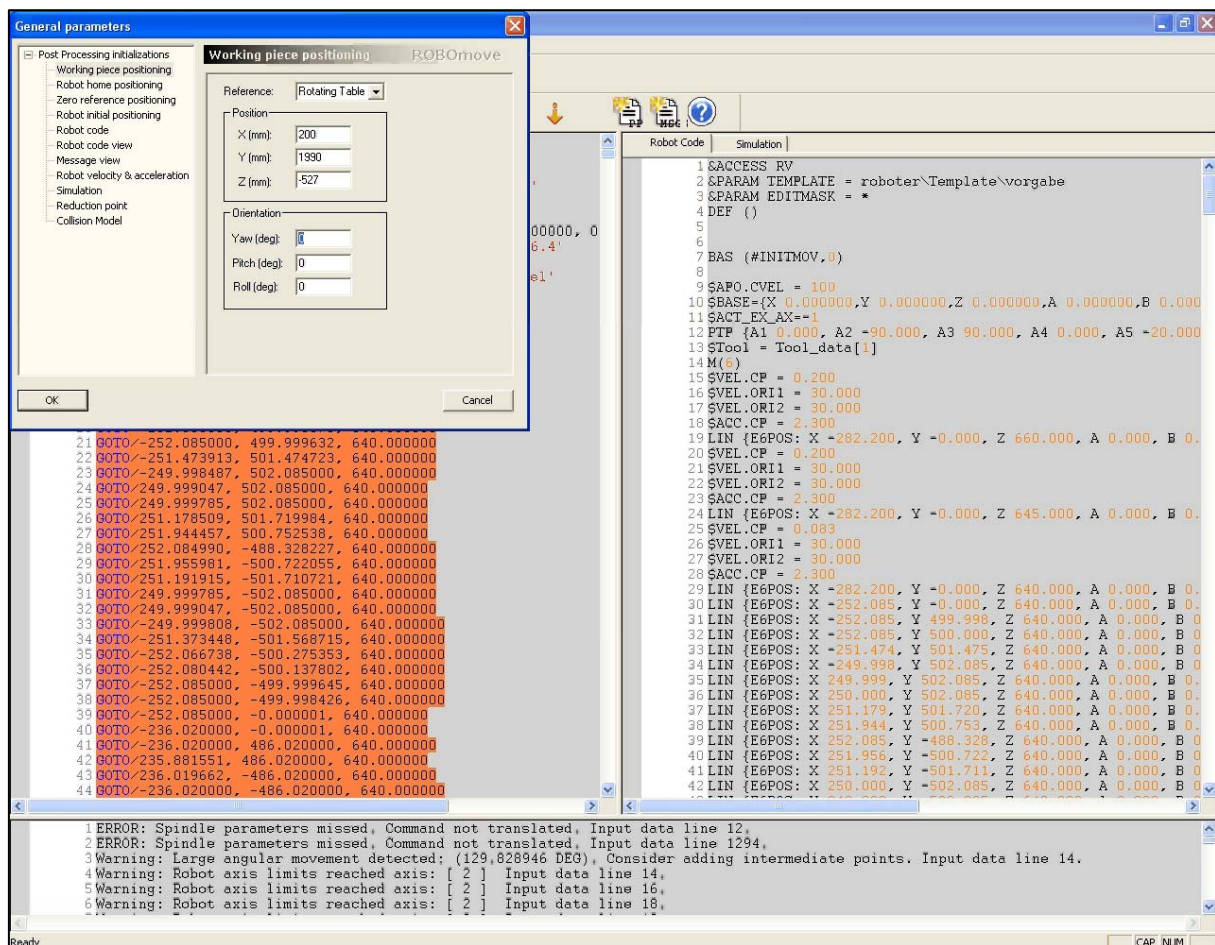 General parameters
Post Processing initializations
Working piece positioning
Robot home positioning
Zero reference positioning
Robot initial positioning
Robot code
Robot code view
Message view
Robot velocity & acceleration
Simulation
Reduction point
Collision Model
Working piece positioning ROBOmove
Reference: Rotating Table
Position
X (mm): 200
Y (mm): 1990
Z (mm): -527
Orientation
Yaw (deg): 0
Pitch (deg): 0
Roll (deg): 0
OK Cancel
PP MSG ?
00000, 0
6.4'
el'
21 GOTO/-252.085000, 499.999632, 640.000000
22 GOTO/-251.473913, 501.474723, 640.000000
23 GOTO/-249.998487, 502.085000, 640.000000
24 GOTO/249.999047, 502.085000, 640.000000
25 GOTO/249.999785, 502.085000, 640.000000
26 GOTO/251.178509, 501.719984, 640.000000
27 GOTO/251.944457, 500.752538, 640.000000
28 GOTO/252.084990, -488.328227, 640.000000
29 GOTO/251.955981, -500.722055, 640.000000
30 GOTO/251.191915, -501.710721, 640.000000
31 GOTO/249.999785, -502.085000, 640.000000
32 GOTO/249.999047, -502.085000, 640.000000
33 GOTO/-249.999808, -502.085000, 640.000000
34 GOTO/-251.373448, -501.568715, 640.000000
35 GOTO/-252.066738, -500.275353, 640.000000
36 GOTO/-252.080442, -500.137802, 640.000000
37 GOTO/-252.085000, -499.999645, 640.000000
38 GOTO/-252.085000, -499.998426, 640.000000
39 GOTO/-252.085000, -0.000001, 640.000000
40 GOTO/-236.020000, -0.000001, 640.000000
41 GOTO/-236.020000, 486.020000, 640.000000
42 GOTO/235.881551, 486.020000, 640.000000
43 GOTO/236.019662, -486.020000, 640.000000
44 GOTO/-236.020000, -486.020000, 640.000000
Robot Code Simulation
1 &ACCESS RV
2 &PARAM TEMPLATE = roboter\Template\vorgabe
3 &PARAM EDITMASK = *
4 DEF ()
5
6
7 BAS (#INITMOV,0)
8
9 $APO.CVEL = 100
10 $BASE={X 0.000000,Y 0.000000,Z 0.000000,A 0.000000,B 0.000
11 $ACT_EX_AX=-1
12 PTP {A1 0.000, A2 -90.000, A3 90.000, A4 0.000, A5 -20.000
13 $Tool = Tool_data[1]
14 M(6)
15 $VEL.CP = 0.200
16 $VEL.ORI1 = 30.000
17 $VEL.ORI2 = 30.000
18 $ACC.CP = 2.300
19 LIN {E6POS: X -282.200, Y -0.000, Z 660.000, A 0.000, B 0.
20 $VEL.CP = 0.200
21 $VEL.ORI1 = 30.000
22 $VEL.ORI2 = 30.000
23 $ACC.CP = 2.300
24 LIN {E6POS: X -282.200, Y -0.000, Z 645.000, A 0.000, B 0.
25 $VEL.CP = 0.083
26 $VEL.ORI1 = 30.000
27 $VEL.ORI2 = 30.000
28 $ACC.CP = 2.300
29 LIN {E6POS: X -282.200, Y -0.000, Z 640.000, A 0.000, B 0.
30 LIN {E6POS: X -252.085, Y -0.000, Z 640.000, A 0.000, B 0.
31 LIN {E6POS: X -252.085, Y 499.998, Z 640.000, A 0.000, B 0
32 LIN {E6POS: X -252.085, Y 500.000, Z 640.000, A 0.000, B 0
33 LIN {E6POS: X -251.474, Y 501.475, Z 640.000, A 0.000, B 0
34 LIN {E6POS: X -249.998, Y 502.085, Z 640.000, A 0.000, B 0
35 LIN {E6POS: X 249.999, Y 502.085, Z 640.000, A 0.000, B 0.
36 LIN {E6POS: X 250.000, Y 502.085, Z 640.000, A 0.000, B 0.
37 LIN {E6POS: X 251.179, Y 501.720, Z 640.000, A 0.000, B 0.
38 LIN {E6POS: X 251.944, Y 500.753, Z 640.000, A 0.000, B 0.
39 LIN {E6POS: X 252.085, Y -488.328, Z 640.000, A 0.000, B 0
40 LIN {E6POS: X 251.956, Y -500.722, Z 640.000, A 0.000, B 0
41 LIN {E6POS: X 251.192, Y -501.711, Z 640.000, A 0.000, B 0
42 LIN {E6POS: X 250.000, Y -502.085, Z 640.000, A 0.000, B 0
1 ERROR: Spindle parameters missed, Command not translated, Input data line 12,
2 ERROR: Spindle parameters missed, Command not translated, Input data line 1294,
3 Warning: Large angular movement detected; (129,828946 DEG), Consider adding intermediate points. Input data line 14.
4 Warning: Robot axis limits reached axis: [ 2 ] Input data line 14,
5 Warning: Robot axis limits reached axis: [ 2 ] Input data line 16,
6 Warning: Robot axis limits reached axis: [ 2 ] Input data line 18,
Ready CAP NUM